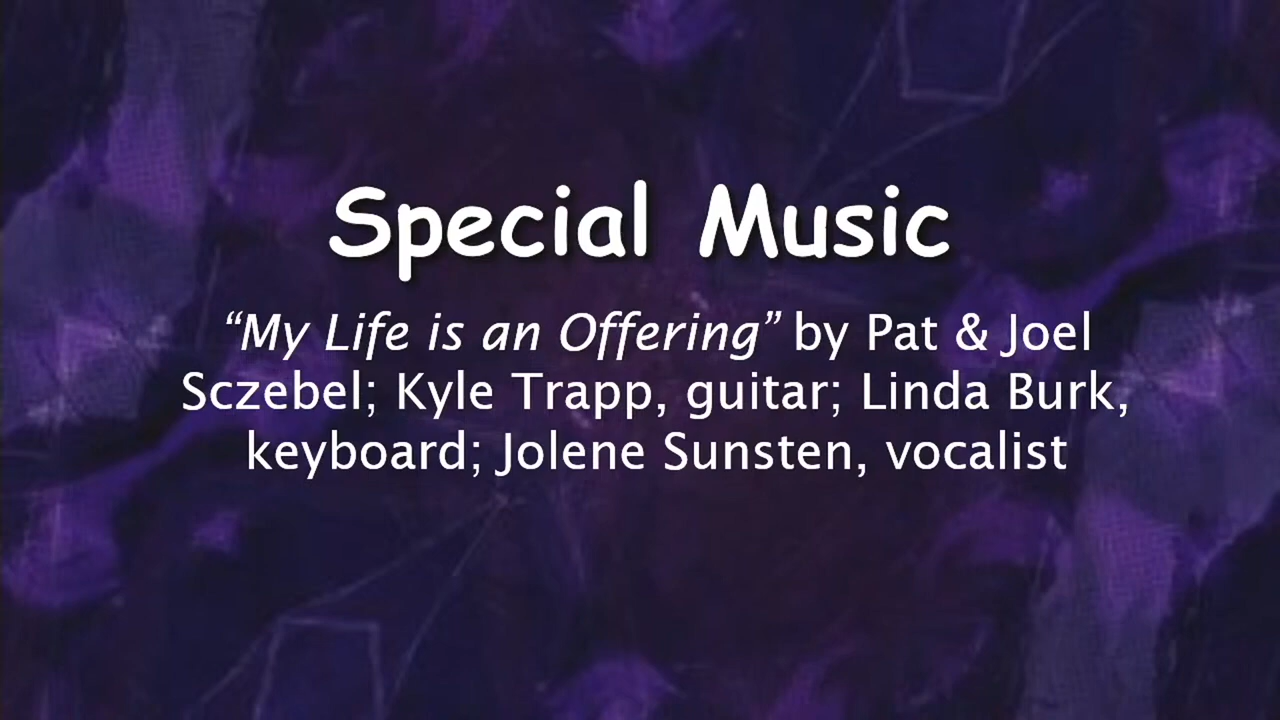 Special Music
“My Life is an Offering” by Pat & Joel
Sczebel; Kyle Trapp, guitar; Linda Burk,
keyboard; Jolene Sunsten, vocalist